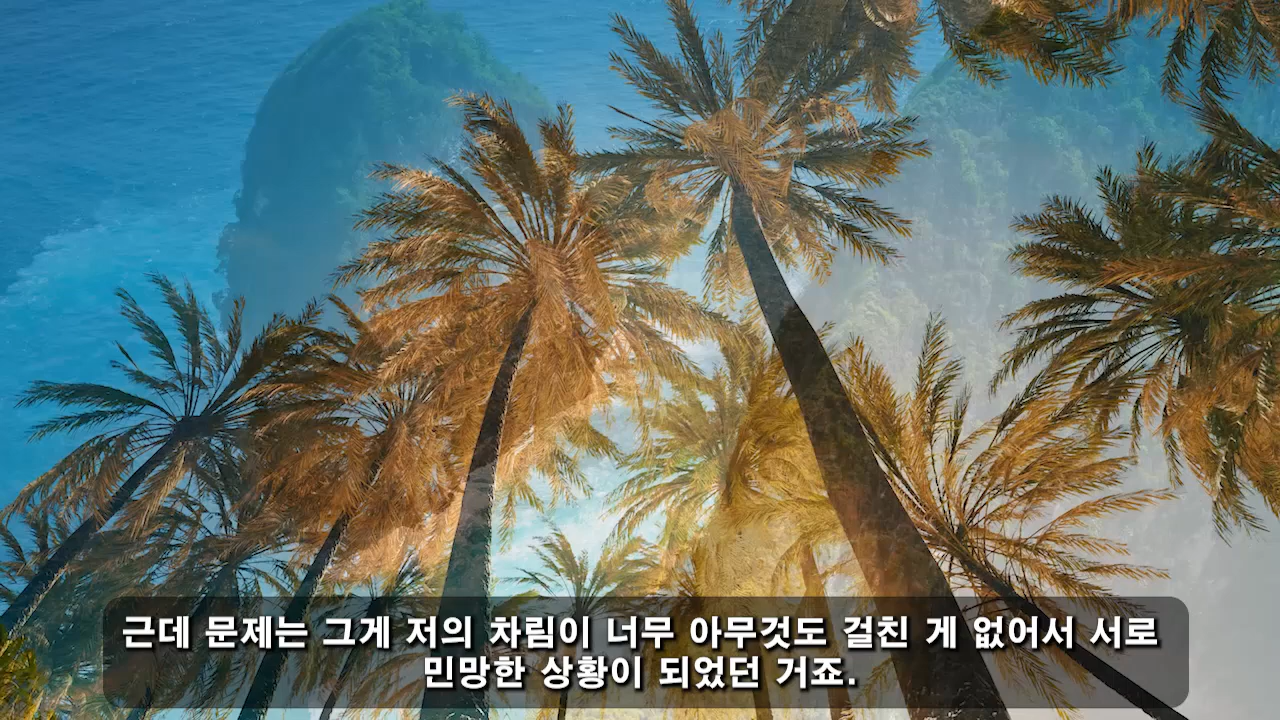 근데 문제는 그게 저의 차림이 너무 아무것도 걸친 게 없어서 서로
민망한 상황이 되었던 거죠.